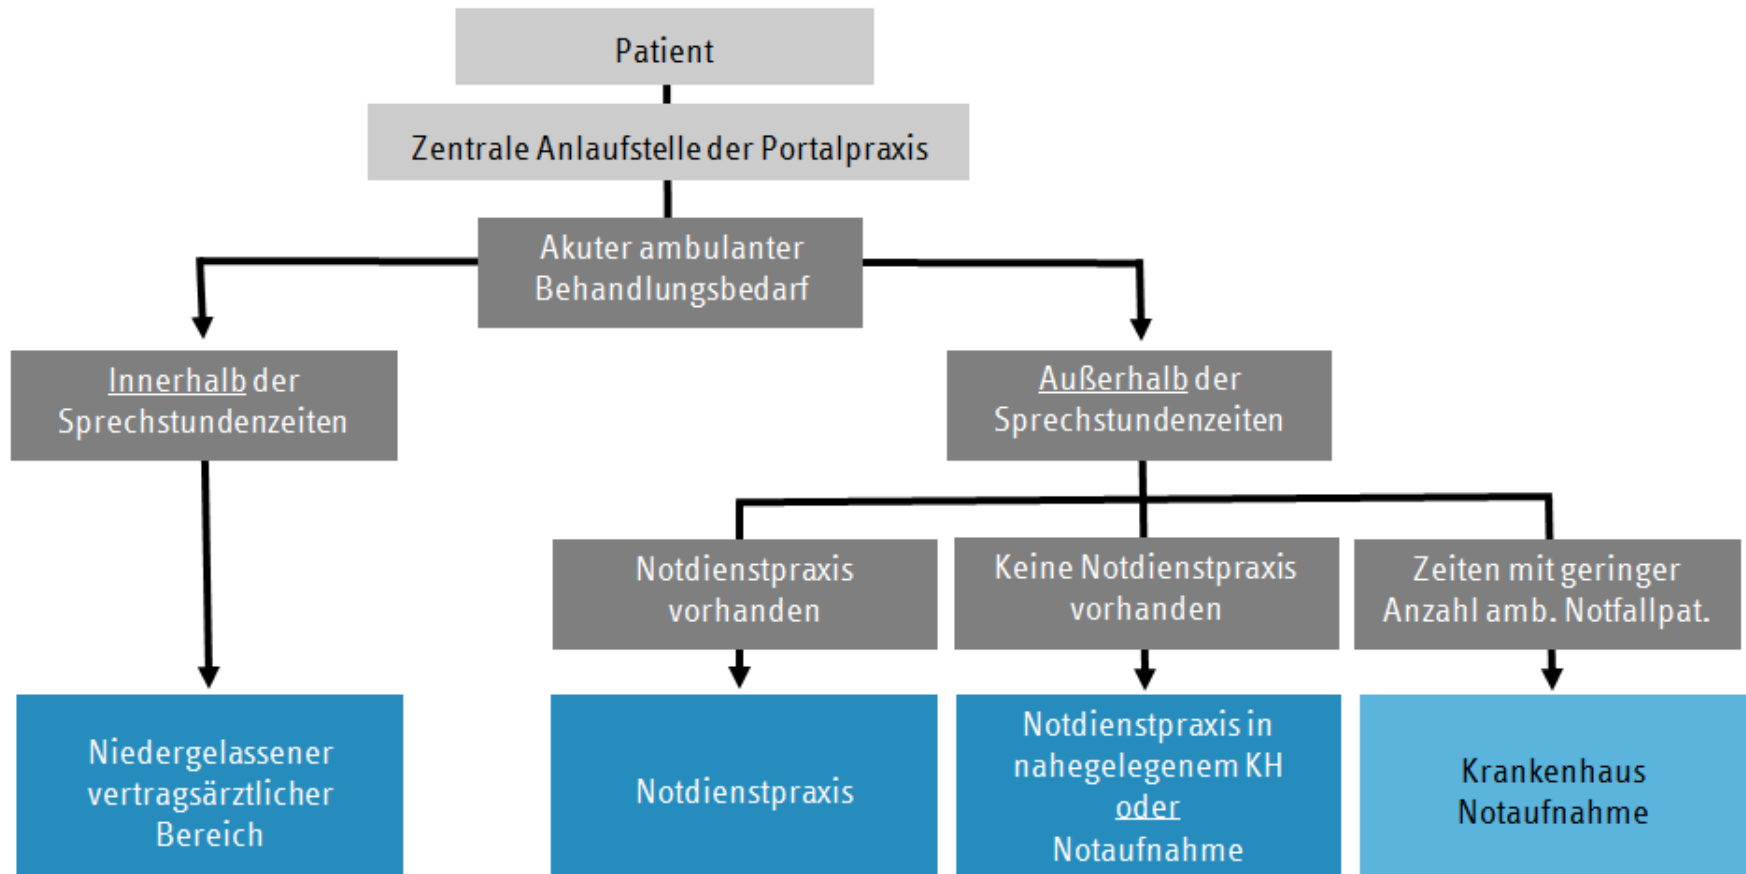 Patient
Zentrale Anlaufstelle der Portalpraxis
Akuter ambulanter
Behandlungsbedarf
Innerhalb der
Sprechstundenzeiten
Außerhalb der
Sprechstundenzeiten
Notdienstpraxis
vorhanden
Keine Notdienstpraxis
vorhanden
Zeiten mit geringer
Anzahl amb. Notfallpat.
Niedergelassener
vertragsärztlicher
Bereich
Notdienstpraxis
Notdienstpraxis in
nahegelegenem KH
oder
Notaufnahme
Krankenhaus
Notaufnahme